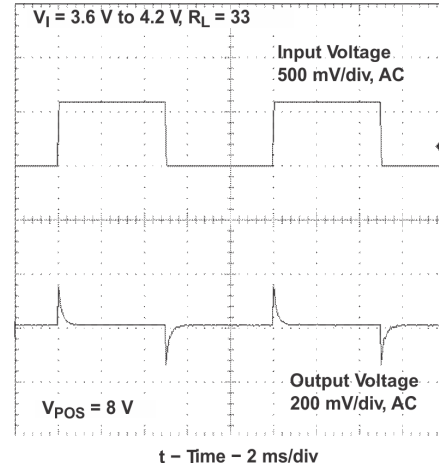 V_I = 3.6 V to 4.2 V, R_L = 33
Input Voltage
500 mV/div, AC
Output Voltage
200 mV/div, AC
V_POS = 8 V
t – Time – 2 ms/div